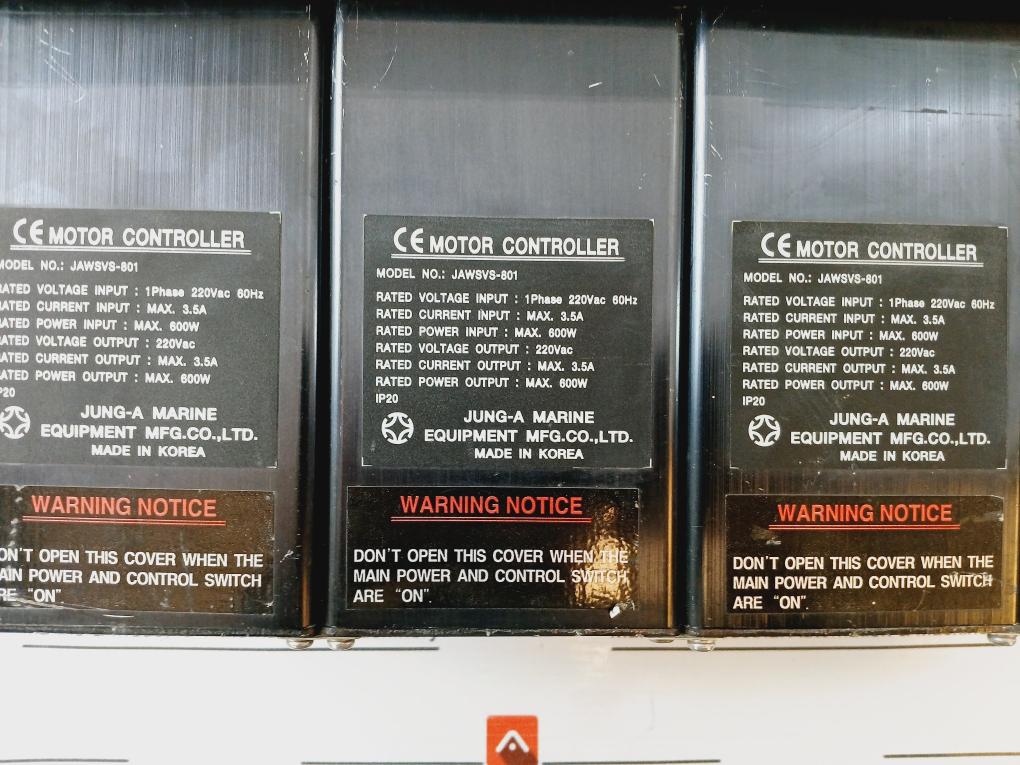 CE MOTOR CONTROLLER
MODEL NO.: JAWSVS-801
RATED VOLTAGE INPUT : 1Phase 220Vac 60Hz
RATED CURRENT INPUT : MAX. 3.5A
RATED POWER INPUT : MAX. 600W
RATED VOLTAGE OUTPUT : 220Vac
RATED CURRENT OUTPUT : MAX. 3.5A
RATED POWER OUTPUT : MAX. 600W
IP20
JUNG-A MARINE
EQUIPMENT MFG.CO.,LTD.
MADE IN KOREA
WARNING NOTICE
DON'T OPEN THIS COVER WHEN THE
MAIN POWER AND CONTROL SWITCH
ARE "ON"
CE MOTOR CONTROLLER
MODEL NO.: JAWSVS-801
RATED VOLTAGE INPUT : 1Phase 220Vac 60Hz
RATED CURRENT INPUT : MAX. 3.5A
RATED POWER INPUT : MAX. 600W
RATED VOLTAGE OUTPUT : 220Vac
RATED CURRENT OUTPUT : MAX. 3.5A
RATED POWER OUTPUT : MAX. 600W
IP20
JUNG-A MARINE
EQUIPMENT MFG.CO.,LTD.
MADE IN KOREA
WARNING NOTICE
DON'T OPEN THIS COVER WHEN THE
MAIN POWER AND CONTROL SWITCH
ARE "ON".
CE MOTOR CONTROLLER
MODEL NO.: JAWSVS-801
RATED VOLTAGE INPUT : 1Phase 220Vac 60Hz
RATED CURRENT INPUT : MAX. 3.5A
RATED POWER INPUT : MAX. 600W
RATED VOLTAGE OUTPUT : 220Vac
RATED CURRENT OUTPUT : MAX. 3.5A
RATED POWER OUTPUT : MAX. 600W
IP20
JUNG-A MARINE
EQUIPMENT MFG.CO.,LTD.
MADE IN KOREA
WARNING NOTICE
DON'T OPEN THIS COVER WHEN THE
MAIN POWER AND CONTROL SWITCH
ARE "ON".